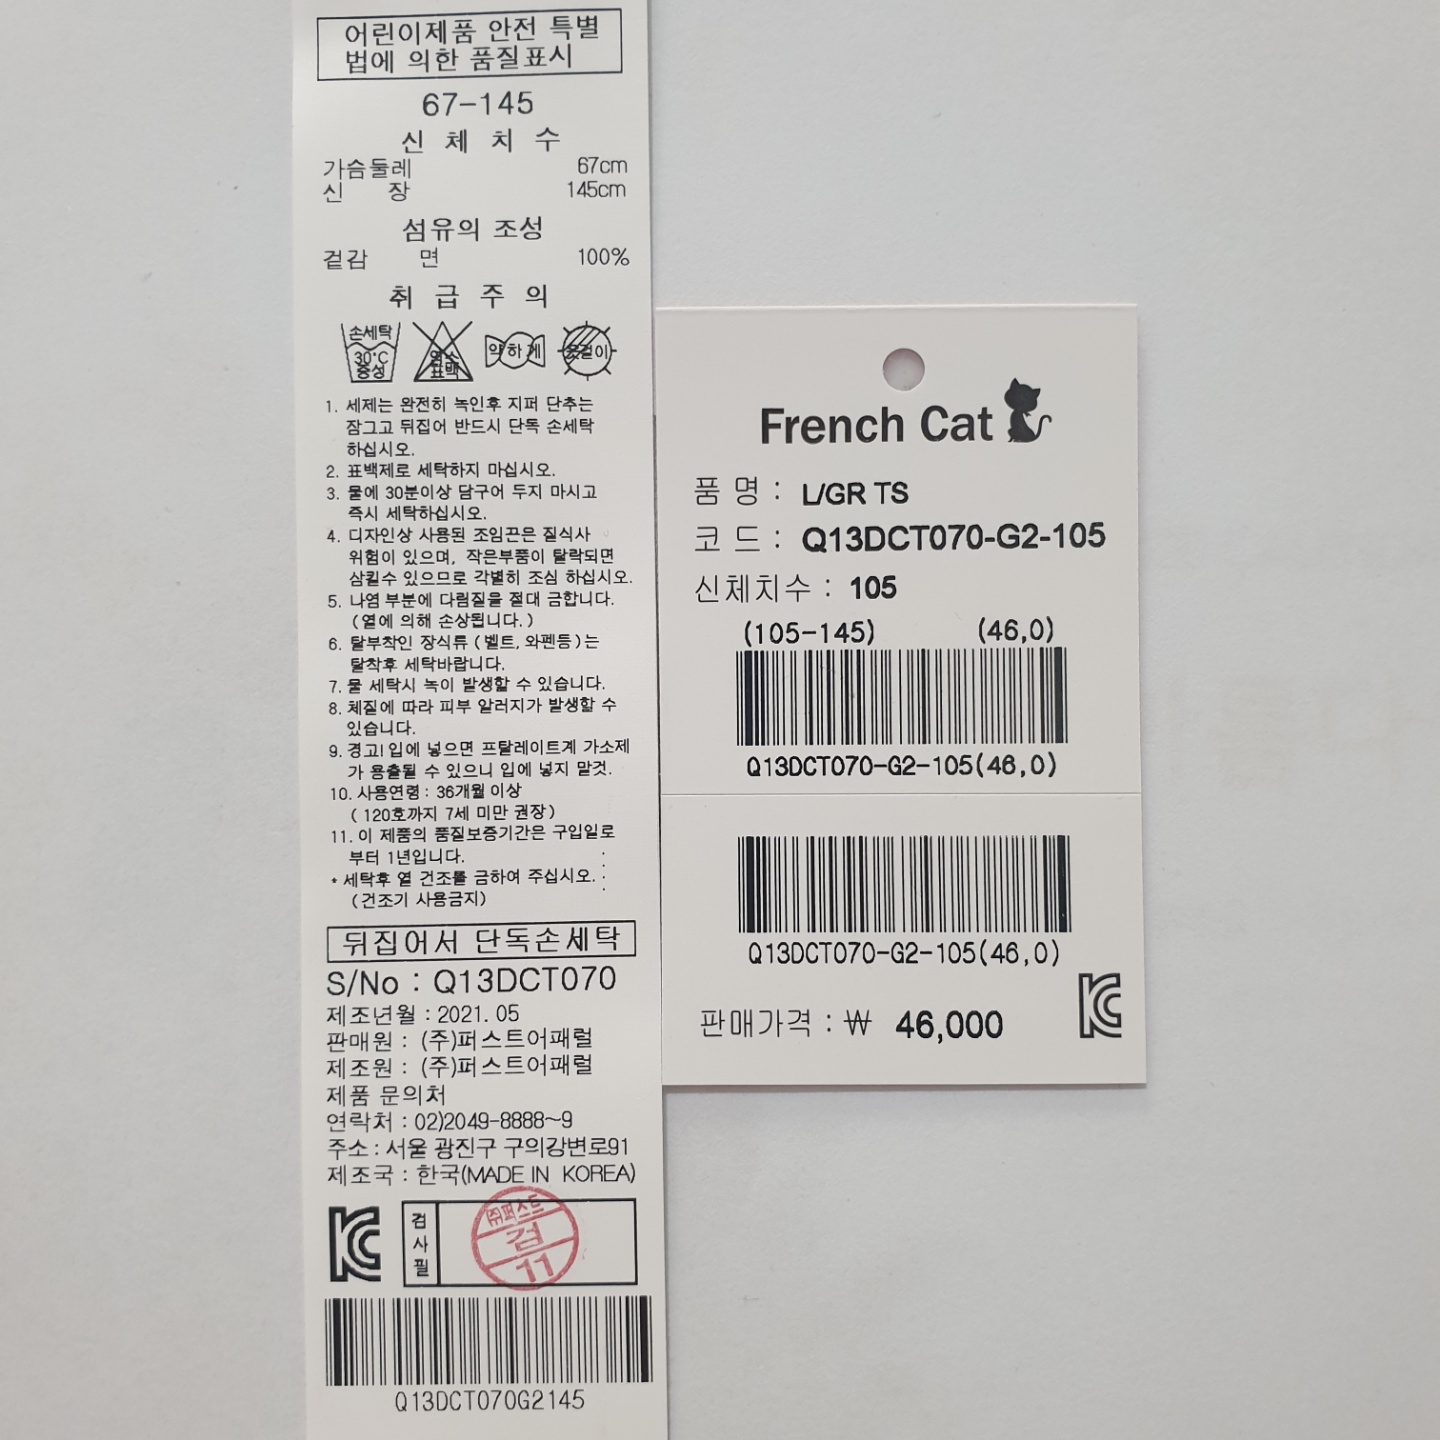 어린이제품 안전 특별
법에 의한 품질표시
67-145
신 체 치 수
가슴둘레 67cm
신 장 145cm
섬유의 조성
겉감 면 100%
취 급 주 의
손세탁
30°C
중성
염소
표백
약하게
옷걸이
1. 세제는 완전히 녹인후 지퍼 단추는
잠그고 뒤집어 반드시 단독 손세탁
하십시오.
2. 표백제로 세탁하지 마십시오.
3. 물에 30분이상 담구어 두지 마시고
즉시 세탁하십시오.
4. 디자인상 사용된 조임끈은 질식사
위험이 있으며, 작은부품이 탈락되면
삼킬수 있으므로 각별히 조심 하십시오.
5. 나염 부분에 다림질을 절대 금합니다.
(열에 의해 손상됩니다.)
6. 탈부착인 장식류 (벨트, 와펜등)는
탈착후 세탁바랍니다.
7. 물 세탁시 녹이 발생할 수 있습니다.
8. 체질에 따라 피부 알러지가 발생할 수
있습니다.
9. 경고! 입에 넣으면 프탈레이트계 가소제
가 용출될 수 있으니 입에 넣지 말것.
10. 사용연령 : 36개월 이상
( 120호까지 7세 미만 권장 )
11. 이 제품의 품질보증기간은 구입일로
부터 1년입니다.
* 세탁후 열 건조를 금하여 주십시오.
(건조기 사용금지)
뒤집어서 단독손세탁
S/No : Q13DCT070
제조년월 : 2021. 05
판매원 : (주)퍼스트어패럴
제조원 : (주)퍼스트어패럴
제품 문의처
연락처 : 02)2049-8888~9
주소 : 서울 광진구 구의강변로91
제조국 : 한국(MADE IN KOREA)
KC
검사필
㈜퍼스트
검
11
Q13DCT070G2145
French Cat
품 명 : L/GR TS
코 드 : Q13DCT070-G2-105
신체치수 : 105
(105-145) (46,0)
Q13DCT070-G2-105(46,0)
Q13DCT070-G2-105(46,0)
판매가격 : ₩ 46,000
KC